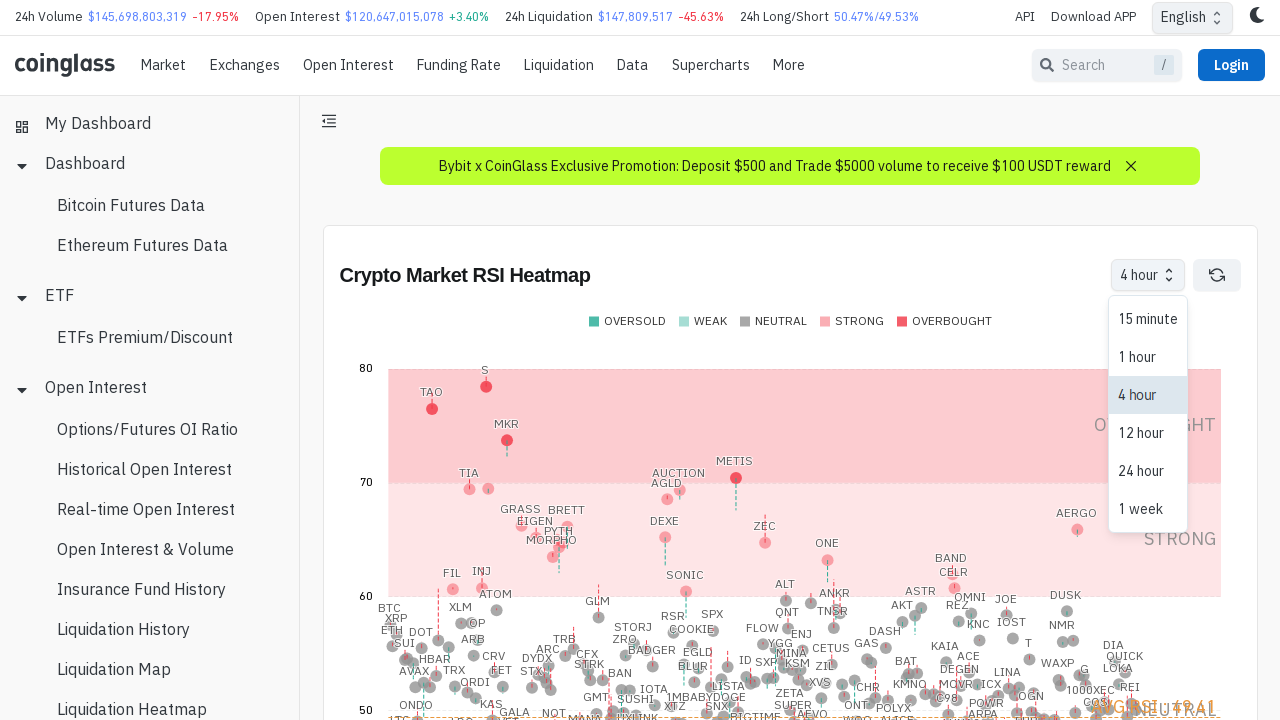 24h Volume $145,698,803,319 -17.95% Open Interest $120,647,015,078 +3.40% 24h Liquidation $147,809,517 -45.63% 24h Long/Short 50.47%/49.53% API Download APP English
coinglass Market Exchanges Open Interest Funding Rate Liquidation Data Supercharts More Search / Login
My Dashboard
Dashboard
Bitcoin Futures Data
Ethereum Futures Data
ETF
ETFs Premium/Discount
Open Interest
Options/Futures OI Ratio
Historical Open Interest
Real-time Open Interest
Open Interest & Volume
Insurance Fund History
Liquidation History
Liquidation Map
Liquidation Heatmap
Bybit x CoinGlass Exclusive Promotion: Deposit $500 and Trade $5000 volume to receive $100 USDT reward
Crypto Market RSI Heatmap
4 hour
15 minute
1 hour
4 hour
12 hour
24 hour
1 week
OVERSOLD WEAK NEUTRAL STRONG OVERBOUGHT
80
S
TAO
MKR
METIS
70
TIA AUCTION
AGLD
GRASS BRETT AERGO
EIGEN DEXE
PYTH ZEC
MORPHO ONE STRONG
FIL INJ SONIC BAND
CELR
60
ATOM ALT ANKR ASTR
GLM OMNI JOE DUSK
BTC XLM AKT REZ
XRP OP RSR SPX QNT TNSR KNC IOST
ETH DOT STORJ COOKIE FLOW ENJ DASH NMR
SUI ARB TRB ZRO YGG GAS KAIA T DIA
HBAR CRV ARC CFX BADGER EGLD MINA CETUS ACE QUICK
AVAX TRX FET DYDX STRK BLUR ID SXP KSM ZIL BAT DEGEN WAXP LOKA
ORDI STX BAN LISTA XVS CHR KMNO MOVR ICX LINA G REI
ONDO KAS GMT SUSHI IOTA 1MBABYDOGE ZETA ONT C98 POWR OGN 1000XEC
GALA NOT XTZ SNX SUPER POLYX COS
50
LTC MANA BIGTIME AEVO ARPA NEUTRAL